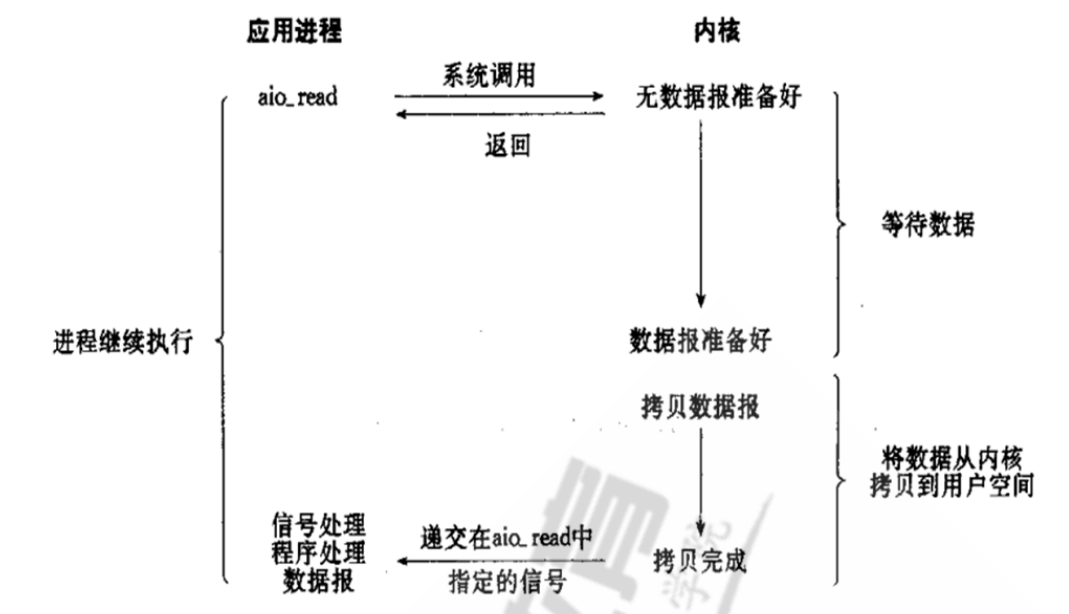 应用进程
内核
aio_read
系统调用
无数据报准备好
返回
等待数据
进程继续执行
数据报准备好
拷贝数据报
将数据从内核
拷贝到用户空间
信号处理
程序处理
数据报
递交在aio_read中
指定的信号
拷贝完成
育
学院